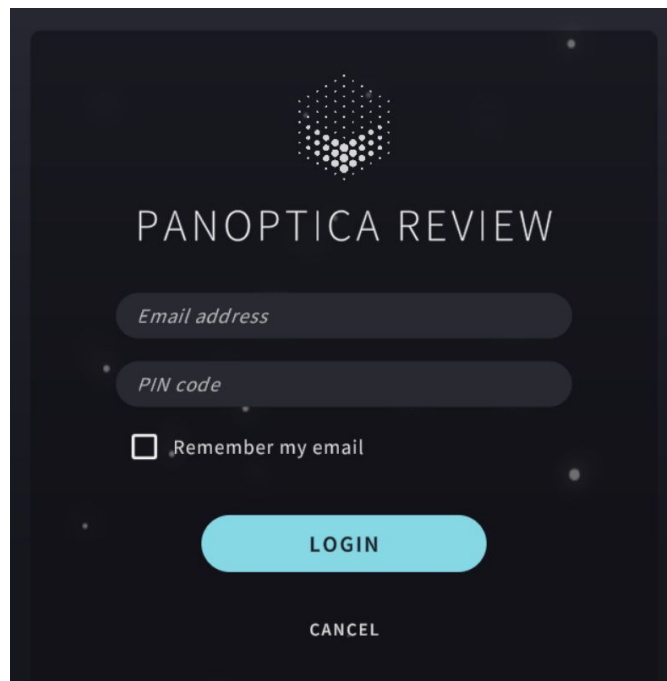 PANOPTICA REVIEW
Email address
PIN code
Remember my email
LOGIN
CANCEL